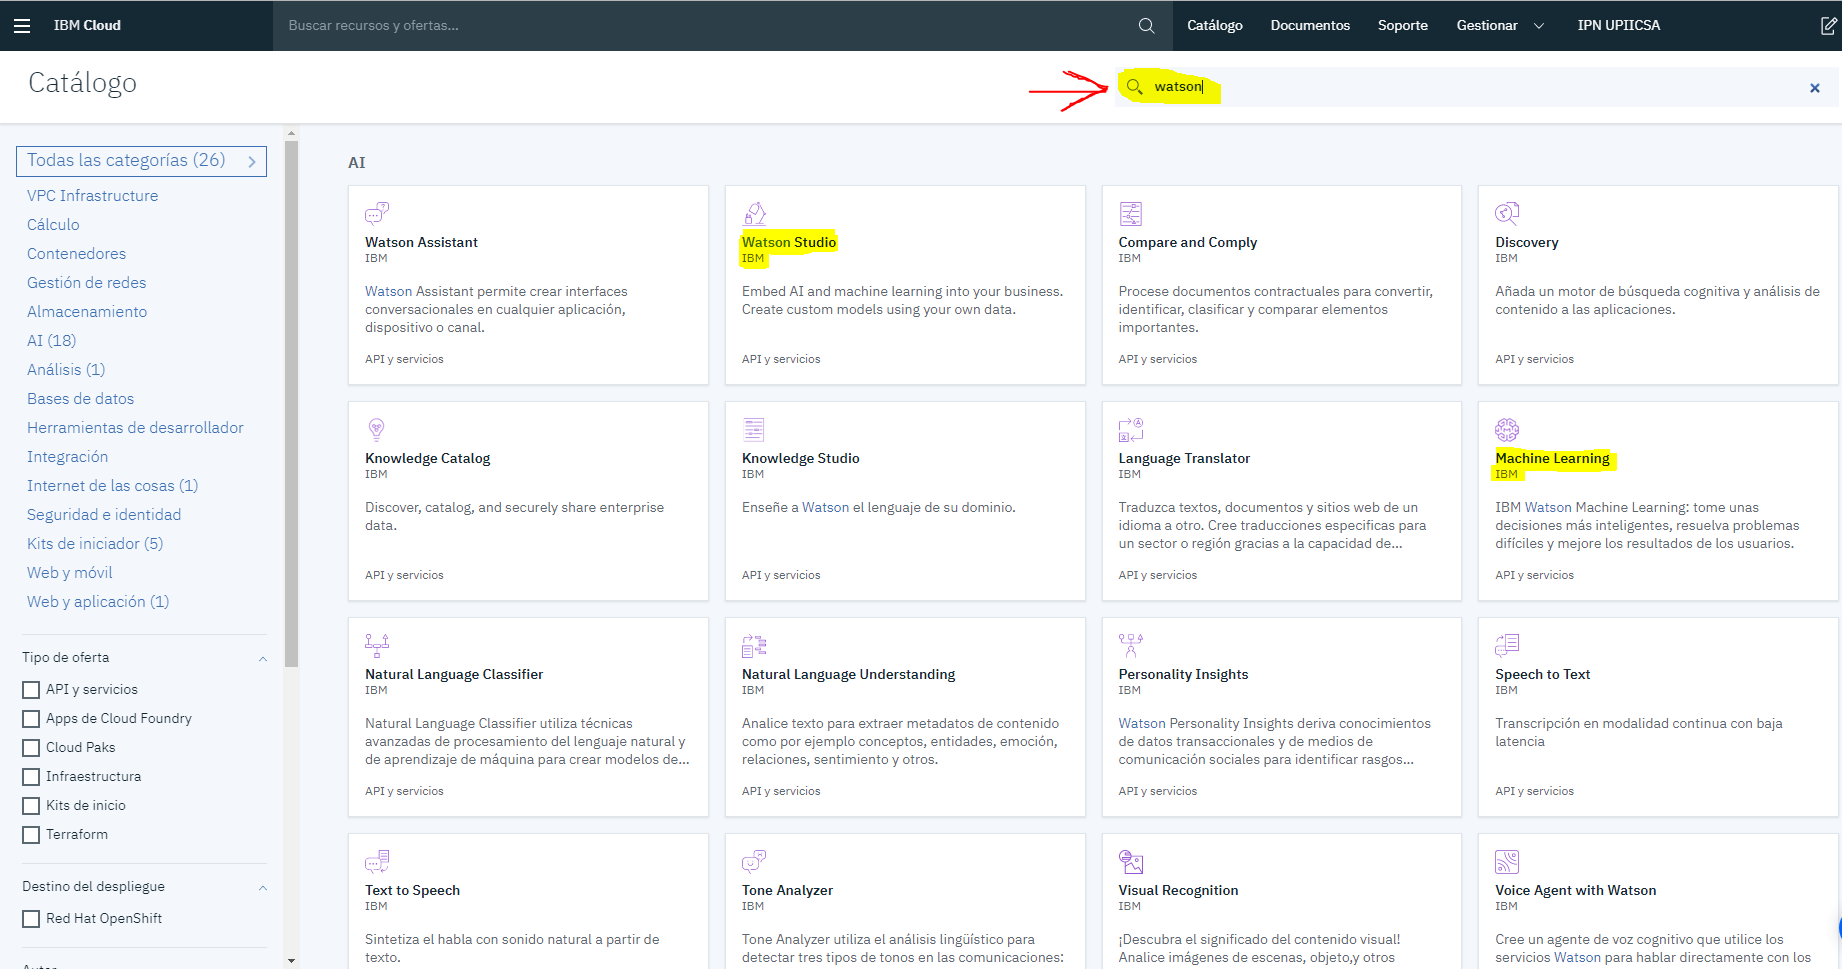 IBM Cloud
Buscar recursos y ofertas...
Catálogo
Documentos
Soporte
Gestionar
IPN UPIICSA
Catálogo
watson
Todas las categorías (26)
VPC Infrastructure
Cálculo
Contenedores
Gestión de redes
Almacenamiento
AI (18)
Análisis (1)
Bases de datos
Herramientas de desarrollador
Integración
Internet de las cosas (1)
Seguridad e identidad
Kits de iniciador (5)
Web y móvil
Web y aplicación (1)
Tipo de oferta
API y servicios
Apps de Cloud Foundry
Cloud Paks
Infraestructura
Kits de inicio
Terraform
Destino del despliegue
Red Hat OpenShift
AI
Watson Assistant
IBM
Watson Assistant permite crear interfaces
conversacionales en cualquier aplicación,
dispositivo o canal.
API y servicios
Watson Studio
IBM
Embed AI and machine learning into your business.
Create custom models using your own data.
API y servicios
Compare and Comply
IBM
Procese documentos contractuales para convertir,
identificar, clasificar y comparar elementos
importantes.
API y servicios
Discovery
IBM
Añada un motor de búsqueda cognitiva y análisis de
contenido a las aplicaciones.
API y servicios
Knowledge Catalog
IBM
Discover, catalog, and securely share enterprise
data.
API y servicios
Knowledge Studio
IBM
Enseñe a Watson el lenguaje de su dominio.
API y servicios
Language Translator
IBM
Traduzca textos, documentos y sitios web de un
idioma a otro. Cree traducciones especificas para
un sector o región gracias a la capacidad de...
API y servicios
Machine Learning
IBM
IBM Watson Machine Learning: tome unas
decisiones más inteligentes, resuelva problemas
difíciles y mejore los resultados de los usuarios.
API y servicios
Natural Language Classifier
IBM
Natural Language Classifier utiliza técnicas
avanzadas de procesamiento del lenguaje natural y
de aprendizaje de máquina para crear modelos de...
API y servicios
Natural Language Understanding
IBM
Analice texto para extraer metadatos de contenido
como por ejemplo conceptos, entidades, emoción,
relaciones, sentimiento y otros.
API y servicios
Personality Insights
IBM
Watson Personality Insights deriva conocimientos
de datos transaccionales y de medios de
comunicación sociales para identificar rasgos...
API y servicios
Speech to Text
IBM
Transcripción en modalidad continua con baja
latencia
API y servicios
Text to Speech
IBM
Sintetiza el habla con sonido natural a partir de
texto.
Tone Analyzer
IBM
Tone Analyzer utiliza el análisis lingüístico para
detectar tres tipos de tonos en las comunicaciones:
Visual Recognition
IBM
¡Descubra el significado del contenido visual!
Analice imágenes de escenas, objeto,y otros
Voice Agent with Watson
IBM
Cree un agente de voz cognitivo que utilice los
servicios Watson para hablar directamente con los